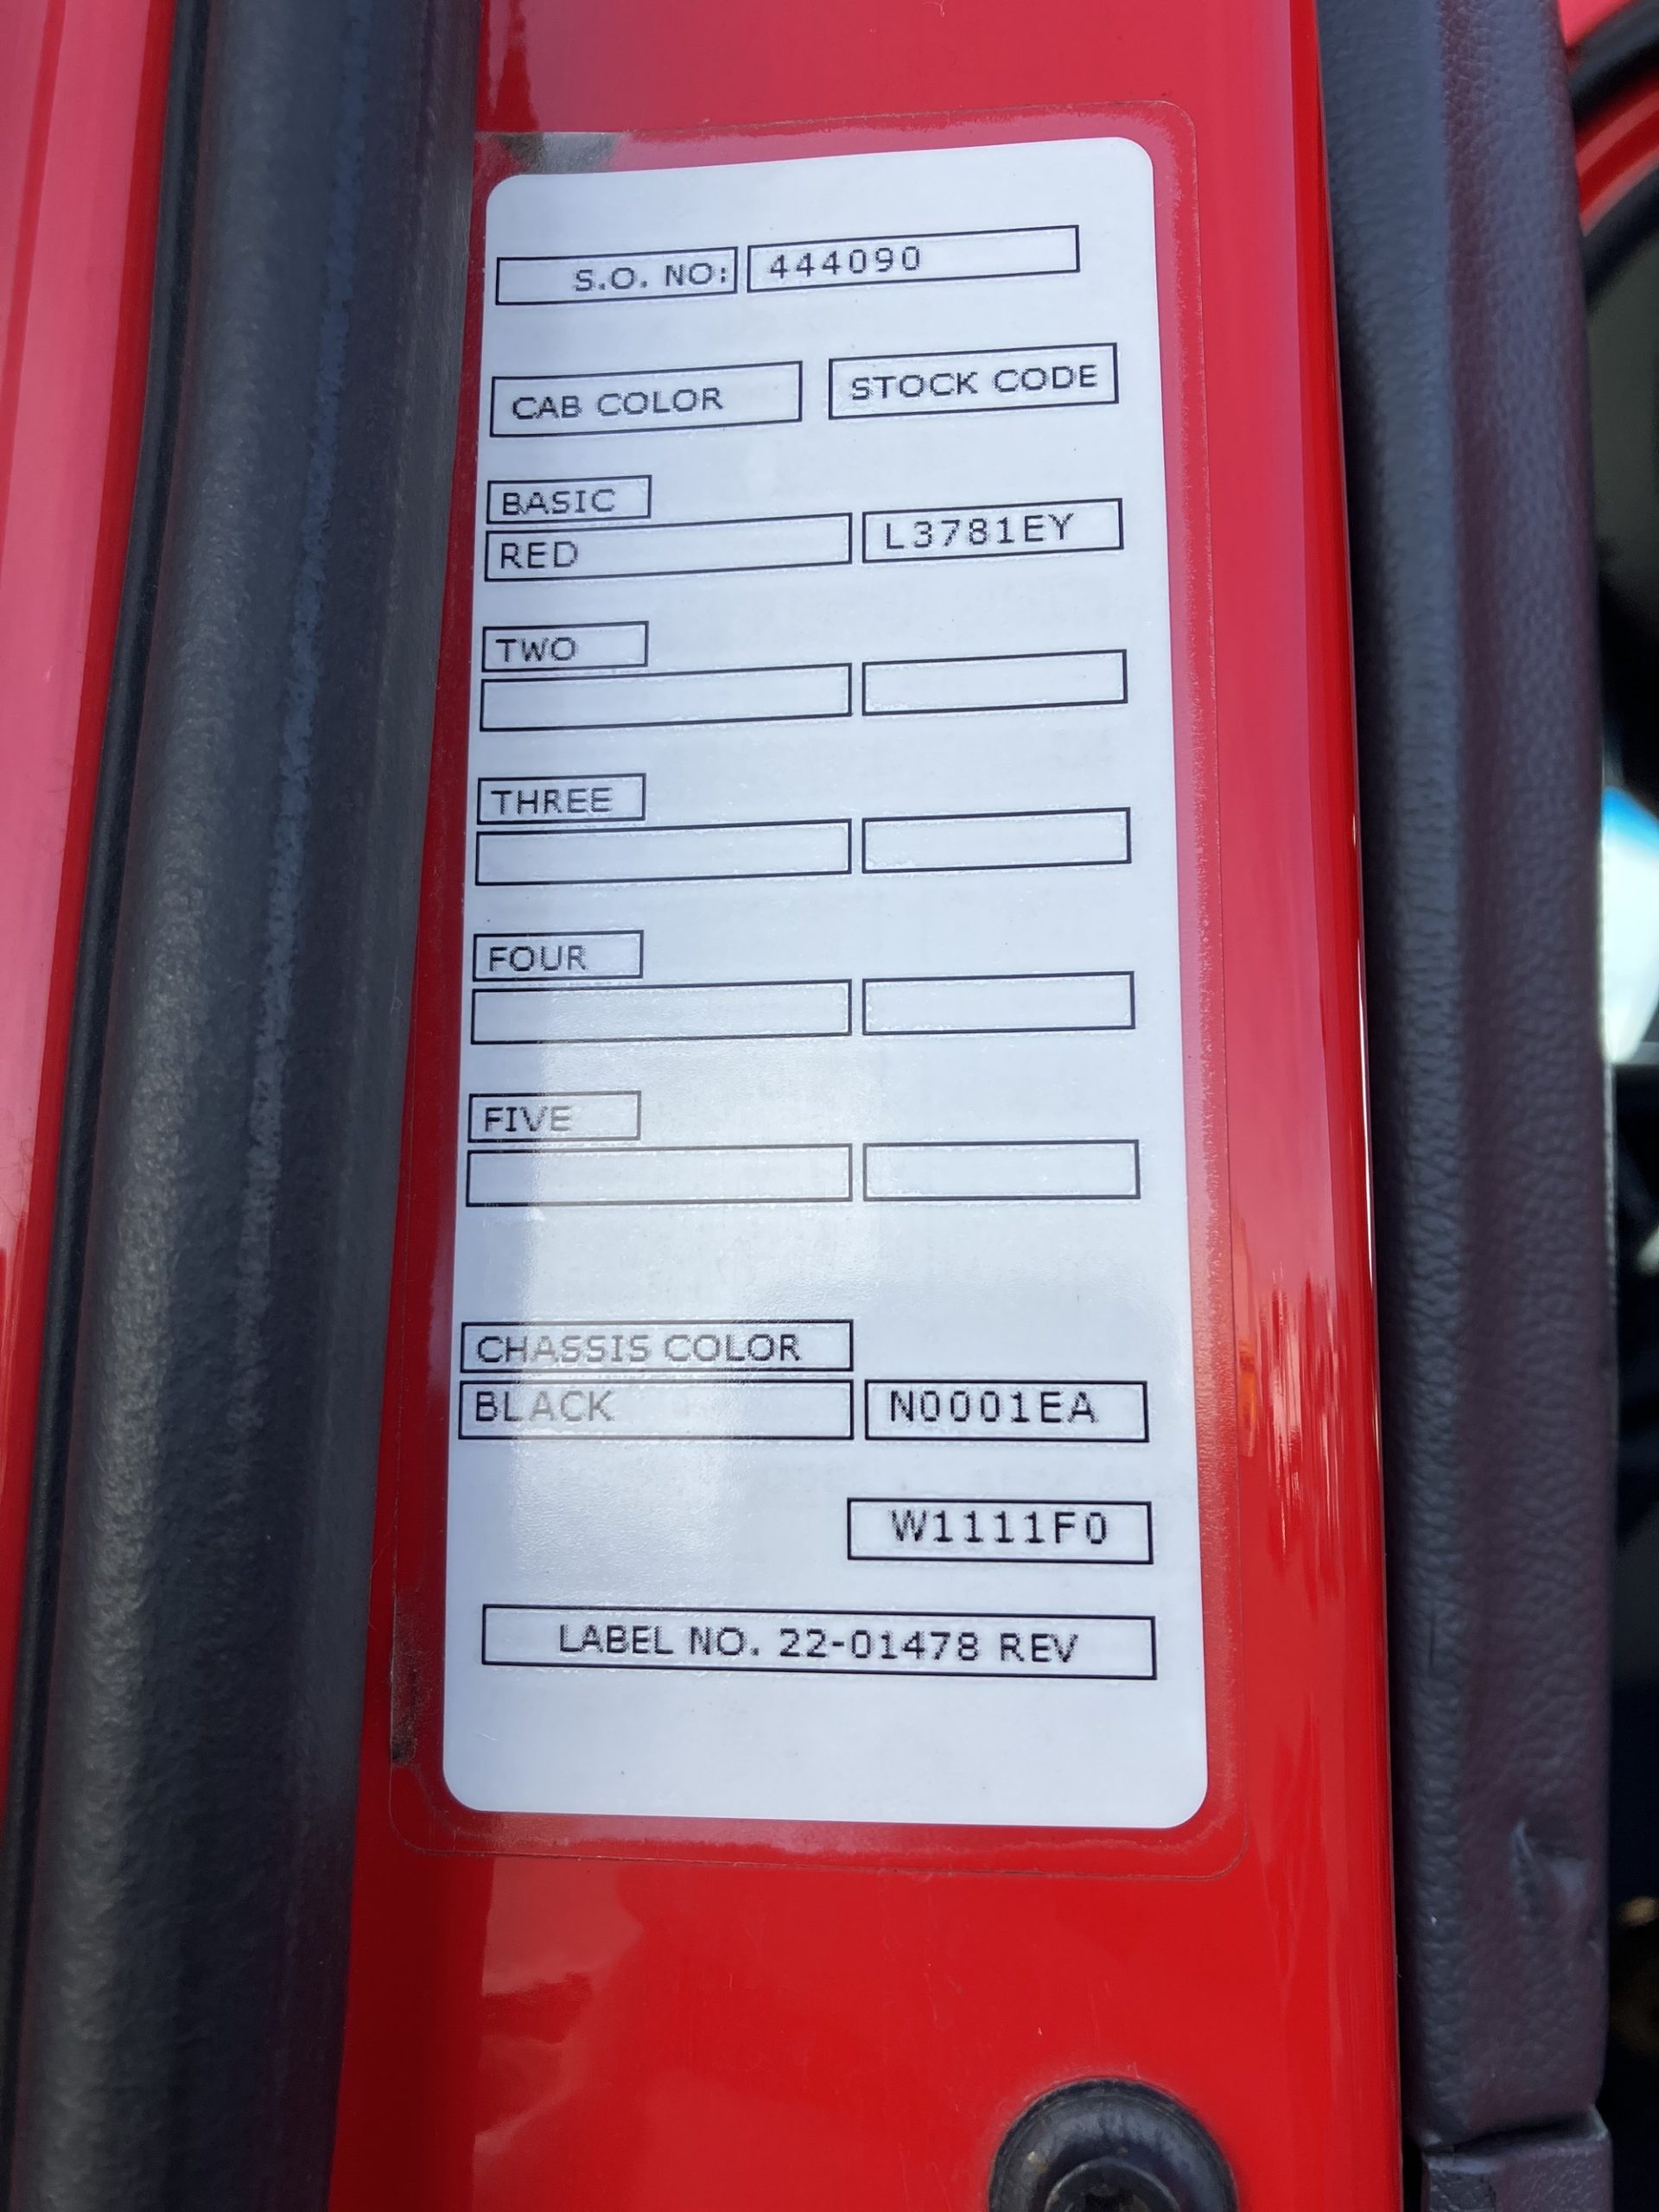 S.O. NO: 444090
CAB COLOR STOCK CODE
BASIC
RED L3781EY
TWO
THREE
FOUR
FIVE
CHASSIS COLOR
BLACK N0001EA
W1111F0
LABEL NO. 22-01478 REV